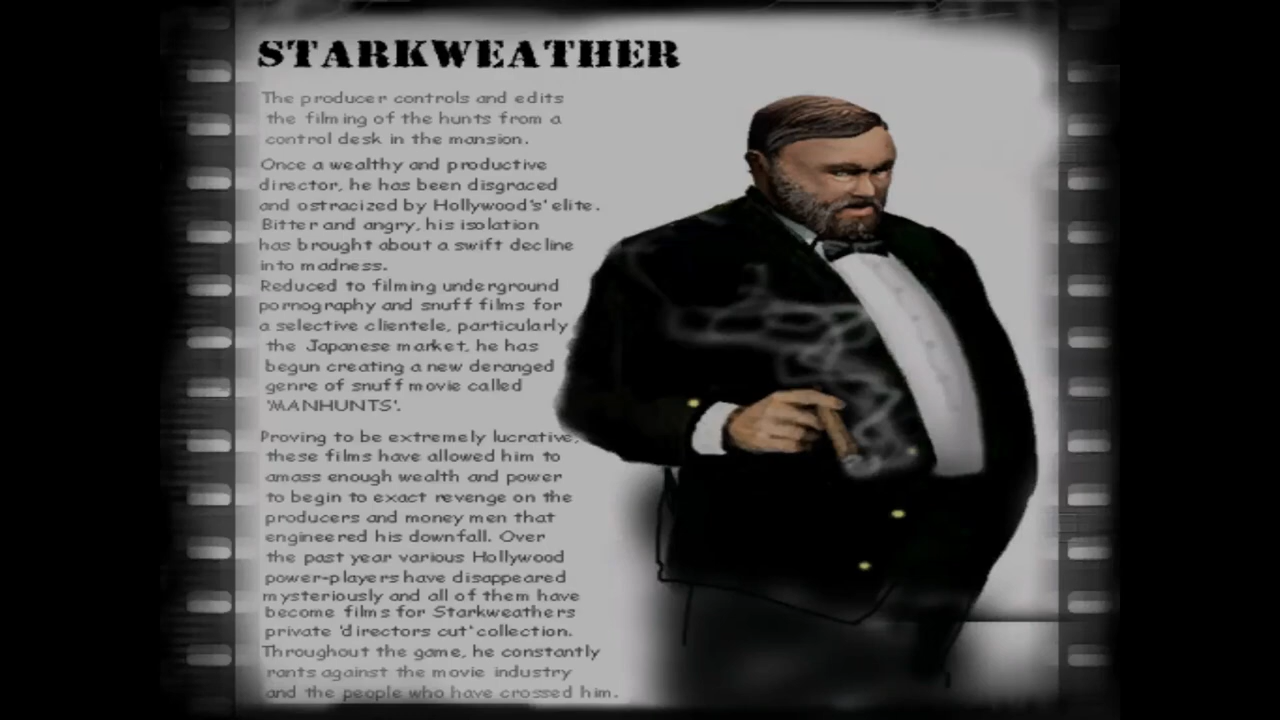 STARKWEATHER
The producer controls and edits
the filming of the hunts from a
control desk in the mansion.
Once a wealthy and productive
director, he has been disgraced
and ostracized by Hollywood's' elite.
Bitter and angry, his isolation
has brought about a swift decline
into madness.
Reduced to filming underground
pornography and snuff films for
a selective clientele, particularly
the Japanese market, he has
begun creating a new deranged
genre of snuff movie called
'MANHUNTS'.
Proving to be extremely lucrative,
these films have allowed him to
amass enough wealth and power
to begin to exact revenge on the
producers and money men that
engineered his downfall. Over
the past year various Hollywood
power-players have disappeared
mysteriously and all of them have
become films for Starkweathers
private 'directors cut' collection.
Throughout the game, he constantly
rants against the movie industry
and the people who have crossed him.